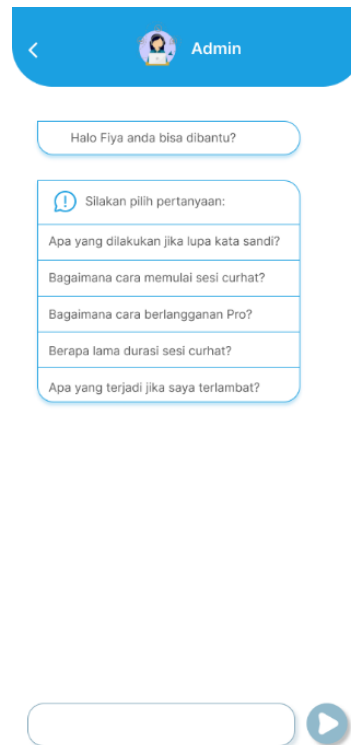 Admin
Halo Fiya anda bisa dibantu?
Silakan pilih pertanyaan:
Apa yang dilakukan jika lupa kata sandi?
Bagaimana cara memulai sesi curhat?
Bagaimana cara berlangganan Pro?
Berapa lama durasi sesi curhat?
Apa yang terjadi jika saya terlambat?